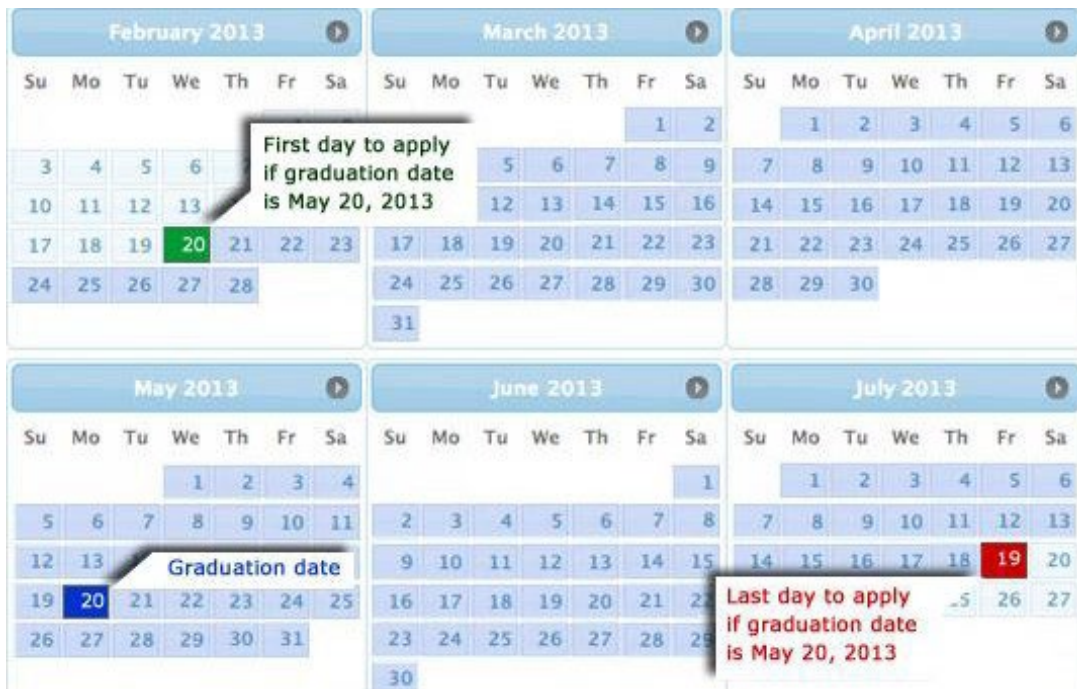 February 2013
Su Mo Tu We Th Fr Sa
3 4 5 6
10 11 12 13
17 18 19 20 21 22 23
24 25 26 27 28
First day to apply
if graduation date
is May 20, 2013
March 2013
Su Mo Tu We Th Fr Sa
1 2
5 6 7 8 9
12 13 14 15 16
17 18 19 20 21 22 23
24 25 26 27 28 29 30
31
April 2013
Su Mo Tu We Th Fr Sa
1 2 3 4 5 6
7 8 9 10 11 12 13
14 15 16 17 18 19 20
21 22 23 24 25 26 27
28 29 30
May 2013
Su Mo Tu We Th Fr Sa
1 2 3 4
5 6 7 8 9 10 11
12 13
Graduation date
19 20 21 22 23 24 25
26 27 28 29 30 31
June 2013
Su Mo Tu We Th Fr Sa
1
2 3 4 5 6 7 8
9 10 11 12 13 14 15
16 17 18 19 20 21 22
23 24 25 26 27 28 29
30
July 2013
Su Mo Tu We Th Fr Sa
1 2 3 4 5 6
7 8 9 10 11 12 13
14 15 16 17 18 19 20
26 27
Last day to apply
if graduation date
is May 20, 2013